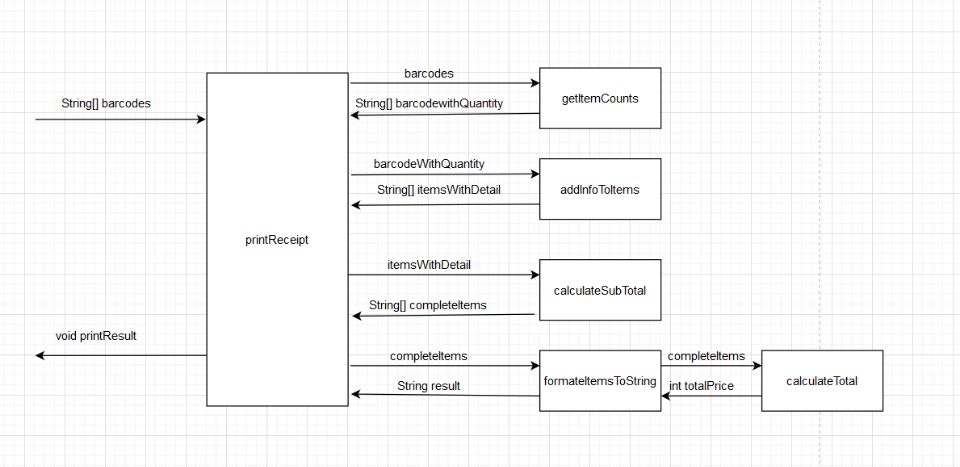 barcodes
getItemCounts
String[] barcodes
String[] barcodewithQuantity
barcodeWithQuantity
addInfoToItems
String[] itemsWithDetail
printReceipt
itemsWithDetail
calculateSubTotal
String[] completeItems
void printResult
completeItems
completeItems
formateItemsToString
calculateTotal
String result
int totalPrice